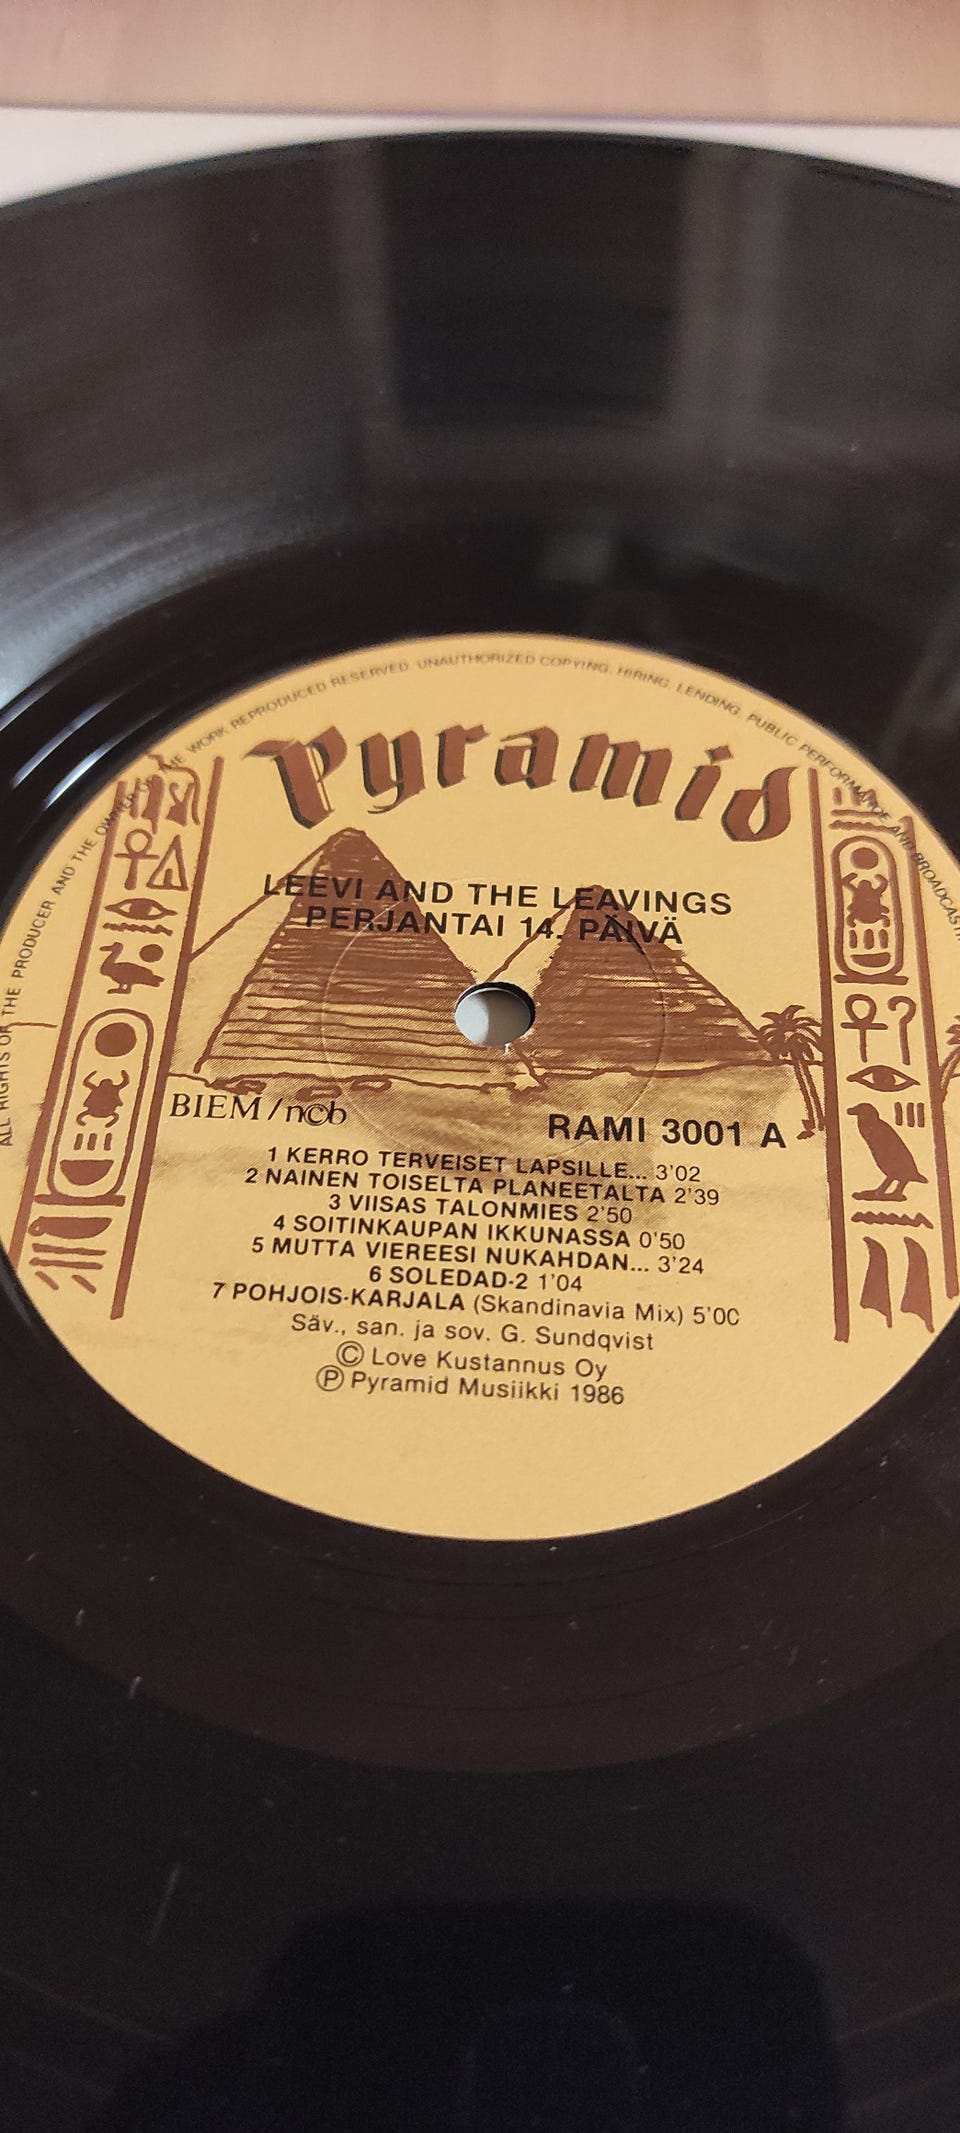 ALL RIGHTS OF THE PRODUCER AND THE OWNER OF THE WORK REPRODUCED RESERVED. UNAUTHORIZED COPYING, HIRING, LENDING, PUBLIC PERFORMANCE AND BROADCASTI
Pyramid
LEEVI AND THE LEAVINGS
PERJANTAI 14. PÄIVÄ
BIEM/n©b
RAMI 3001 A
1 KERRO TERVEISET LAPSILLE... 3'02
2 NAINEN TOISELTA PLANEETALTA 2'39
3 VIISAS TALONMIES 2'50
4 SOITINKAUPAN IKKUNASSA 0'50
5 MUTTA VIEREESI NUKAHDAN... 3'24
6 SOLEDAD-2 1'04
7 POHJOIS-KARJALA (Skandinavia Mix) 5'00
Säv., san. ja sov. G. Sundqvist
© Love Kustannus Oy
℗ Pyramid Musiikki 1986